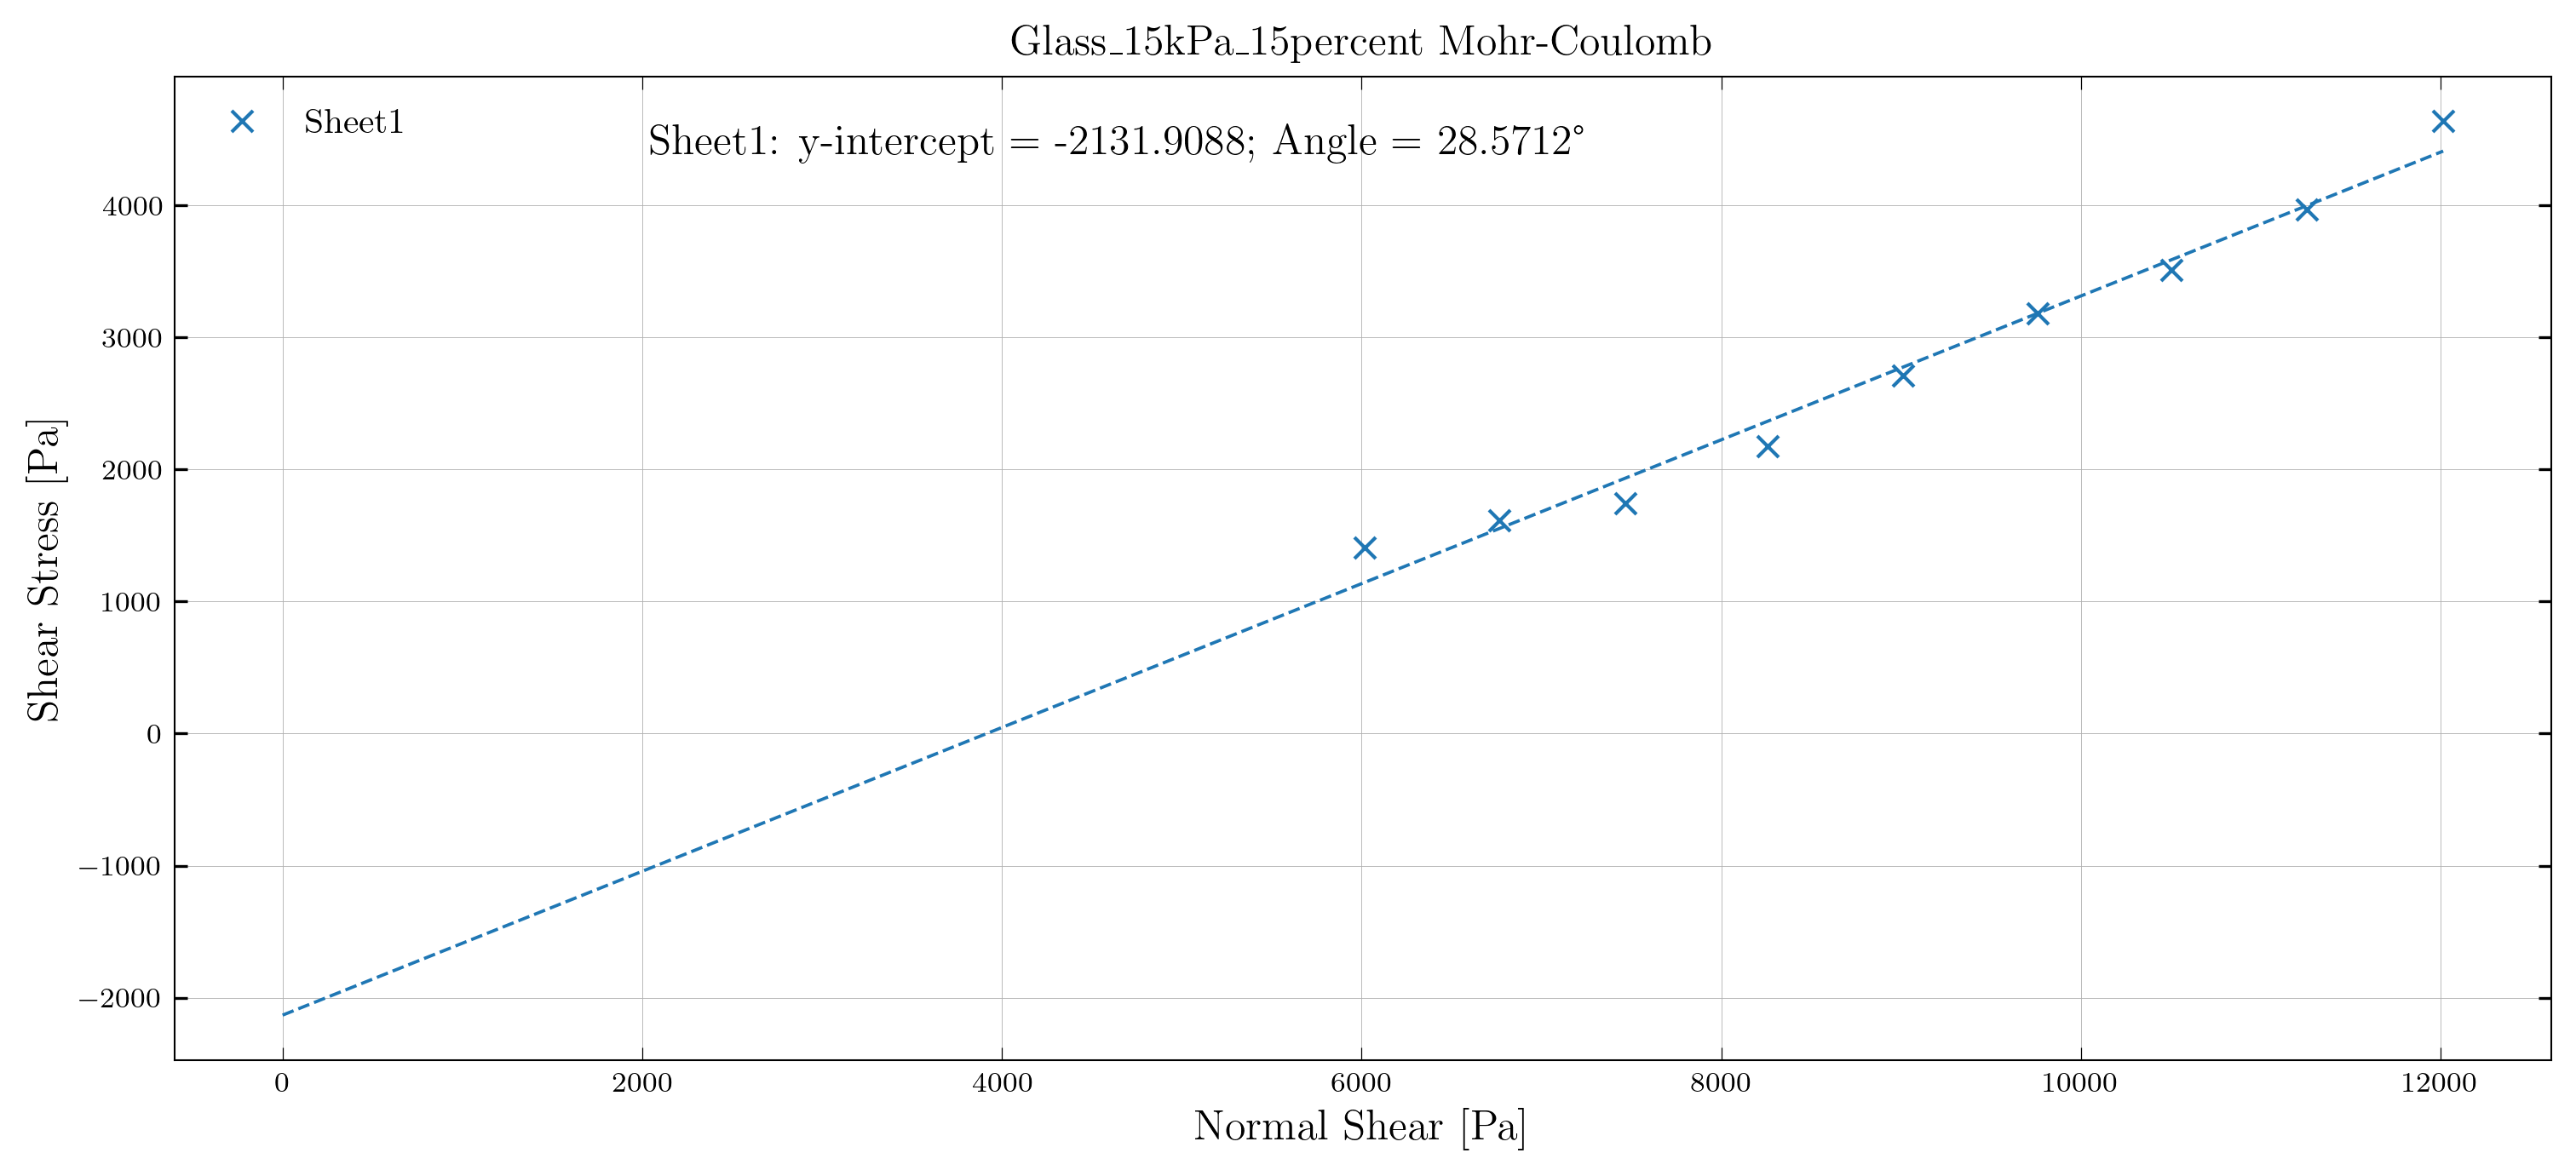 Glass_15kPa_15percent Mohr-Coulomb
Sheet1
Sheet1: y-intercept = -2131.9088; Angle = 28.5712°
Shear Stress [Pa]
4000
3000
2000
1000
0
−1000
−2000
0 2000 4000 6000 8000 10000 12000
Normal Shear [Pa]